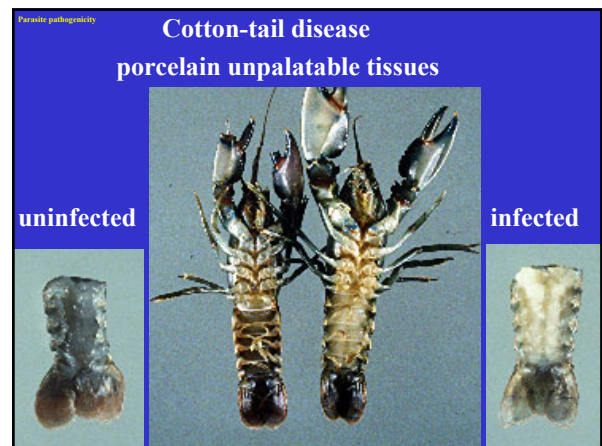 Parasite pathogenicity
Cotton-tail disease
porcelain unpalatable tissues
uninfected
infected